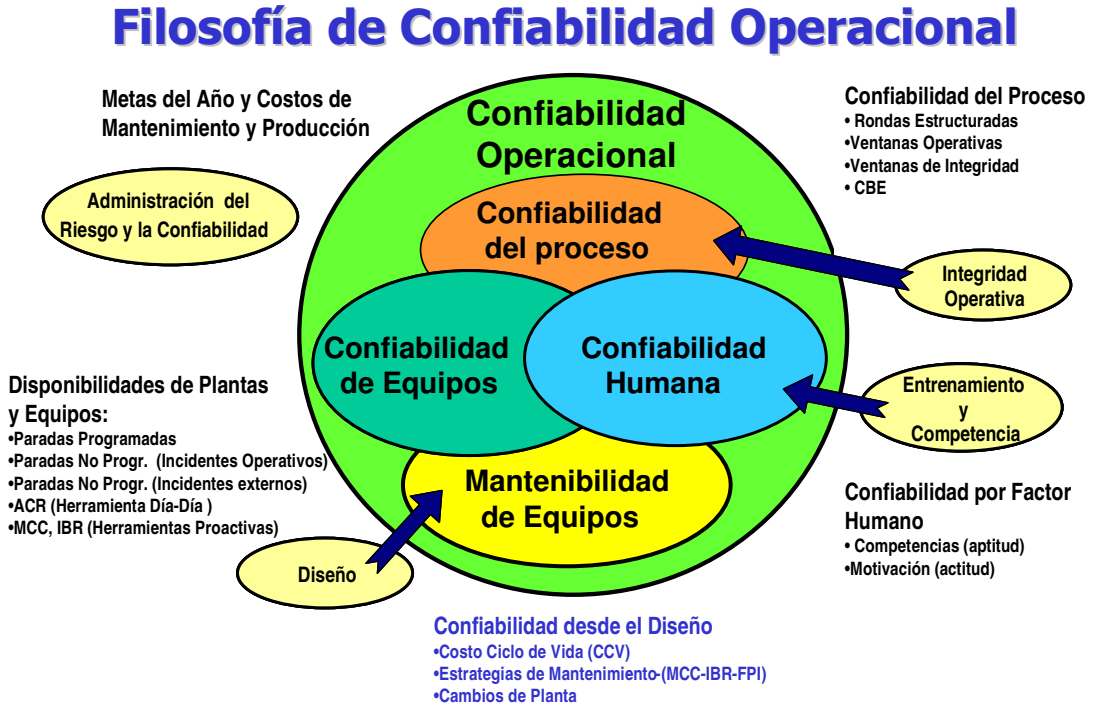 Filosofía de Confiabilidad Operacional
Metas del Año y Costos de
Mantenimiento y Producción
Administración del
Riesgo y la Confiabilidad
Confiabilidad
Operacional
Confiabilidad
del proceso
Confiabilidad
de Equipos
Confiabilidad
Humana
Mantenibilidad
de Equipos
Confiabilidad del Proceso
• Rondas Estructuradas
•Ventanas Operativas
•Ventanas de Integridad
• CBE
Integridad
Operativa
Entrenamiento
y
Competencia
Disponibilidades de Plantas
y Equipos:
•Paradas Programadas
•Paradas No Progr. (Incidentes Operativos)
•Paradas No Progr. (Incidentes externos)
•ACR (Herramienta Día-Día )
•MCC, IBR (Herramientas Proactivas)
Diseño
Confiabilidad por Factor
Humano
• Competencias (aptitud)
•Motivación (actitud)
Confiabilidad desde el Diseño
•Costo Ciclo de Vida (CCV)
•Estrategias de Mantenimiento-(MCC-IBR-FPI)
•Cambios de Planta